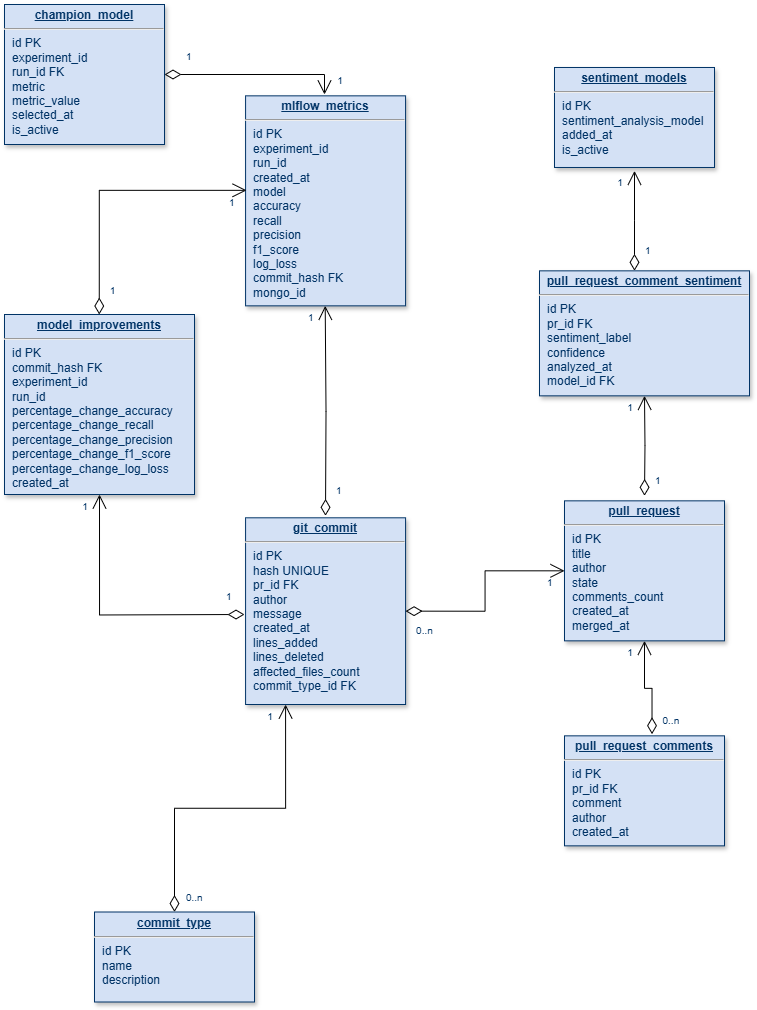 champion_model
id PK
experiment_id
run_id FK
metric
metric_value
selected_at
is_active
1
1
mlflow_metrics
id PK
experiment_id
run_id
created_at
model
accuracy
recall
precision
f1_score
log_loss
commit_hash FK
mongo_id
1
1
1
1
model_improvements
id PK
commit_hash FK
experiment_id
run_id
percentage_change_accuracy
percentage_change_recall
percentage_change_precision
percentage_change_f1_score
percentage_change_log_loss
created_at
1
1
git_commit
id PK
hash UNIQUE
pr_id FK
author
message
created_at
lines_added
lines_deleted
affected_files_count
commit_type_id FK
0..n
1
1
0..n
commit_type
id PK
name
description
sentiment_models
id PK
sentiment_analysis_model
added_at
is_active
1
1
pull_request_comment_sentiment
id PK
pr_id FK
sentiment_label
confidence
analyzed_at
model_id FK
1
1
pull_request
id PK
title
author
state
comments_count
created_at
merged_at
1
0..n
pull_request_comments
id PK
pr_id FK
comment
author
created_at